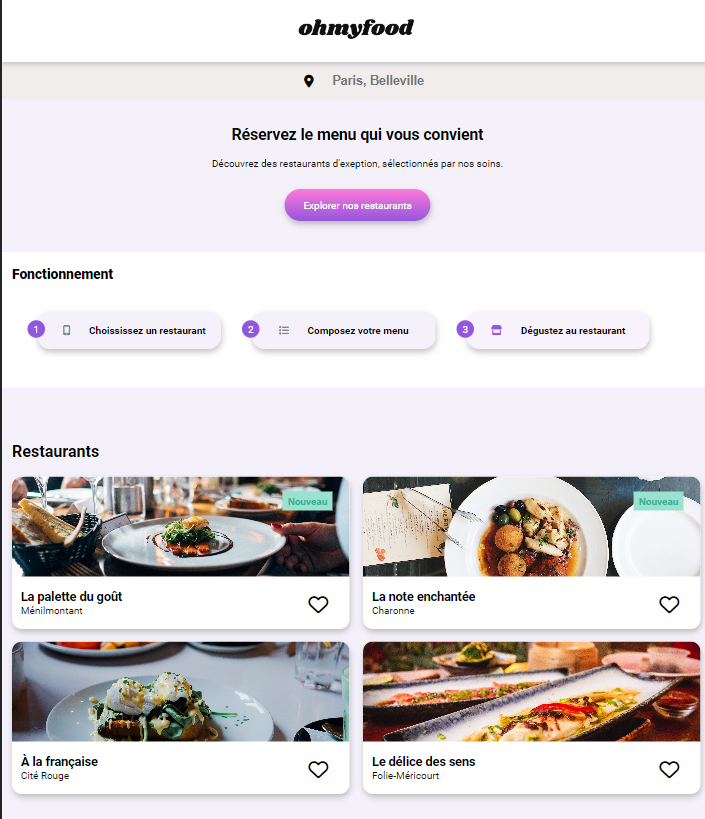 ohmyfood
Paris, Belleville
Réservez le menu qui vous convient
Découvrez des restaurants d'exeption, sélectionnés par nos soins.
Explorer nos restaurants
Fonctionnement
1 Choississez un restaurant
2 Composez votre menu
3 Dégustez au restaurant
Restaurants
Nouveau
Nouveau
La palette du goût
Ménilmontant
La note enchantée
Charonne
À la française
Cité Rouge
Le délice des sens
Folie-Méricourt